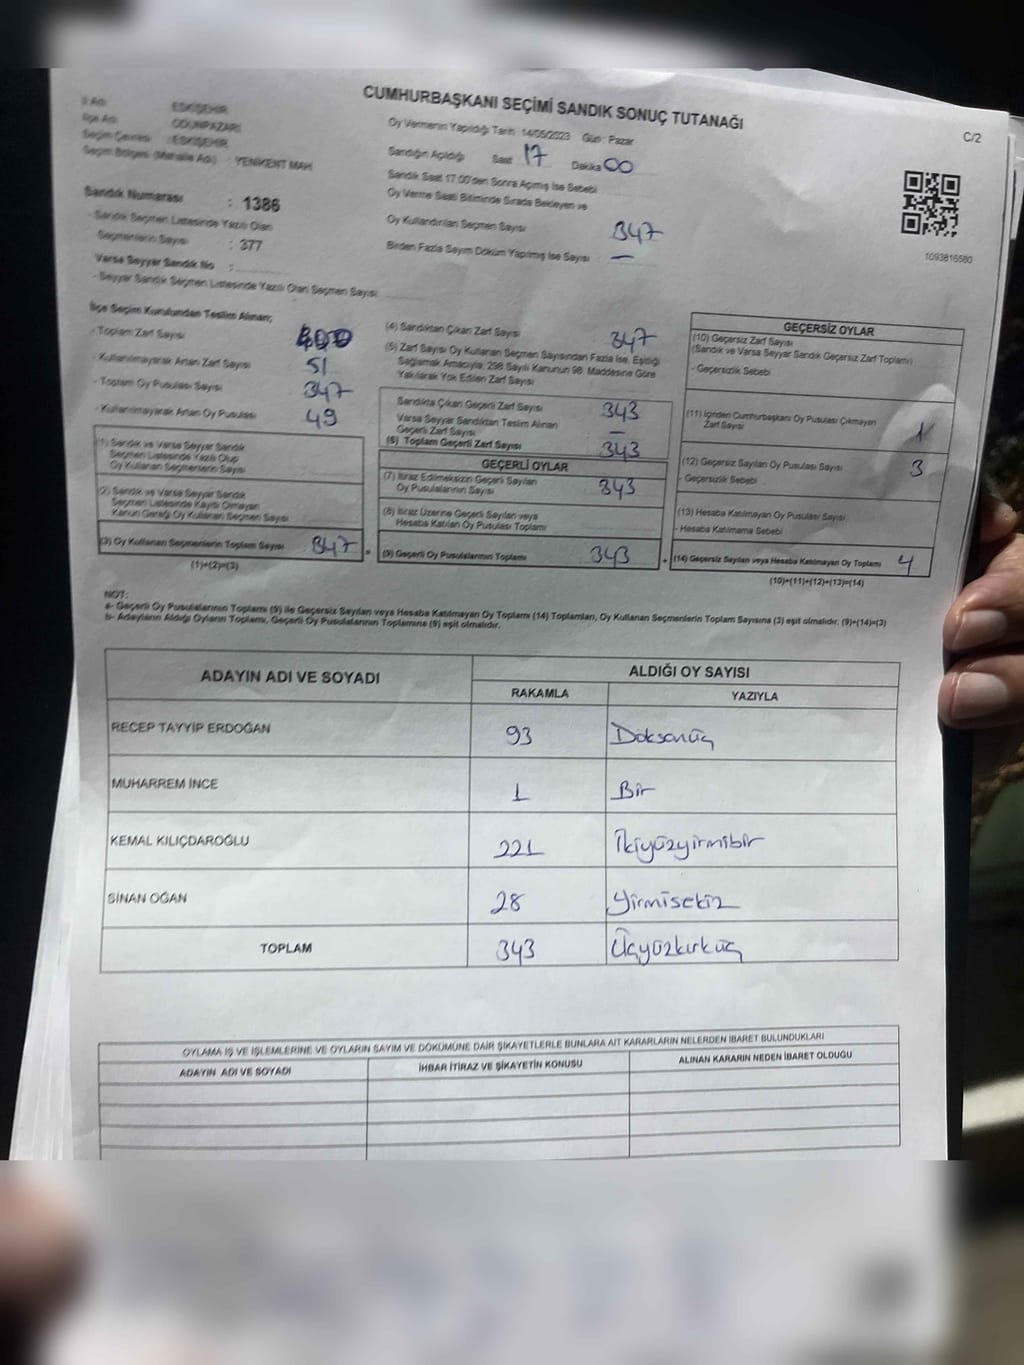 CUMHURBAŞKANI SEÇİMİ SANDIK SONUÇ TUTANAĞI
C/2
İl Adı : ESKİŞEHİR
İlçe Adı : ODUNPAZARI
Seçim Çevresi : ESKİŞEHİR
Seçim Bölgesi (Mahalle Adı) : YENİKENT MAH.
Sandık Numarası : 1386
- Sandık Seçmen Listesinde Yazılı Olan
Seçmenlerin Sayısı : 377
Varsa Seyyar Sandık No :
- Seyyar Sandık Seçmen Listesinde Yazılı Olan Seçmen Sayısı
Oy Vermenin Yapıldığı Tarih :14/05/2023 Gün : Pazar
Sandığın Açıldığı Saat 17 Dakika 00
Sandık Saat 17.00'den Sonra Açılmış İse Sebebi
Oy Verme Saati Bitiminde Sırada Bekleyen ve
Oy Kullandırılan Seçmen Sayısı 347
Birden Fazla Sayım Döküm Yapılmış İse Sayısı : —
1093816580
İlçe Seçim Kurulundan Teslim Alınan;
- Toplam Zarf Sayısı 400
- Kullanılmayarak Artan Zarf Sayısı 51
- Toplam Oy Pusulası Sayısı 347
- Kullanılmayarak Artan Oy Pusulası 49
(1) Sandık ve Varsa Seyyar Sandık
Seçmen Listesinde Yazılı Olup
Oy Kullanan Seçmenlerin Sayısı
(2) Sandık ve Varsa Seyyar Sandık
Seçmen Listesinde Kaydı Olmayan
Kanun Gereği Oy Kullanan Seçmen Sayısı
(3) Oy Kullanan Seçmenlerin Toplam Sayısı 347
(1)+(2)=(3)
(4) Sandıktan Çıkan Zarf Sayısı 347
(5) Zarf Sayısı Oy Kullanan Seçmen Sayısından Fazla İse, Eşitliği
Sağlamak Amacıyla, 298 Sayılı Kanunun 98. Maddesine Göre
Yakılarak Yok Edilen Zarf Sayısı
Sandıkta Çıkan Geçerli Zarf Sayısı 343
Varsa Seyyar Sandıktan Teslim Alınan
Geçerli Zarf Sayısı —
(6) Toplam Geçerli Zarf Sayısı 343
GEÇERLİ OYLAR
(7) İtiraz Edilmeksizin Geçerli Sayılan
Oy Pusulalarının Sayısı 343
(8) İtiraz Üzerine Geçerli Sayılan veya
Hesaba Katılan Oy Pusulası Toplamı
= (9) Geçerli Oy Pusulalarının Toplamı 343
GEÇERSİZ OYLAR
(10) Geçersiz Zarf Sayısı
(Sandık ve Varsa Seyyar Sandık Geçersiz Zarf Toplamı)
- Geçersizlik Sebebi
(11) İçinden Cumhurbaşkanı Oy Pusulası Çıkmayan
Zarf Sayısı 1
(12) Geçersiz Sayılan Oy Pusulası Sayısı 3
- Geçersizlik Sebebi
(13) Hesaba Katılmayan Oy Pusulası Sayısı
- Hesaba Katılmama Sebebi
+ (14) Geçersiz Sayılan veya Hesaba Katılmayan Oy Toplamı 4
(10)+(11)+(12)+(13)=(14)
NOT:
a- Geçerli Oy Pusulalarının Toplamı (9) ile Geçersiz Sayılan veya Hesaba Katılmayan Oy Toplamı (14) Toplamları, Oy Kullanan Seçmenlerin Toplam Sayısına (3) eşit olmalıdır. (9)+(14)=(3)
b- Adayların Aldığı Oyların Toplamı, Geçerli Oy Pusulalarının Toplamına (9) eşit olmalıdır.
ADAYIN ADI VE SOYADI ALDIĞI OY SAYISI
RAKAMLA YAZIYLA
RECEP TAYYİP ERDOĞAN 93 Doksanüç
MUHARREM İNCE 1 Bir
KEMAL KILIÇDAROĞLU 221 İkiyüzyirmibir
SİNAN OĞAN 28 Yirmisekiz
TOPLAM 343 Üçyüzkırküç
OYLAMA İŞ VE İŞLEMLERİNE VE OYLARIN SAYIM VE DÖKÜMÜNE DAİR ŞİKAYETLERLE BUNLARA AİT KARARLARIN NELERDEN İBARET BULUNDUKLARI
ADAYIN ADI VE SOYADI İHBAR İTİRAZ VE ŞİKAYETİN KONUSU ALINAN KARARIN NEDEN İBARET OLDUĞU